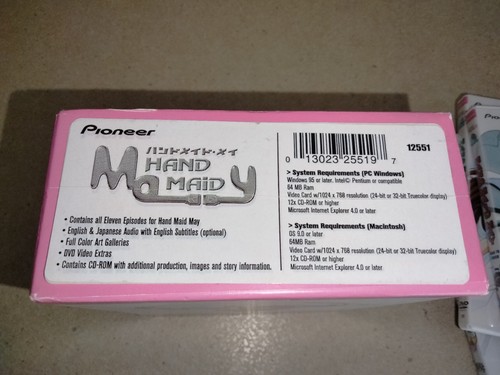 Pioneer
ハンドメイド・メイ
HAND
MAID
May
• Contains all Eleven Episodes for Hand Maid May
• English & Japanese Audio with English Subtitles (optional)
• Full Color Art Galleries
• DVD Video Extras
• Contains CD-ROM with additional production, images and story information.
0 13023 25519 7
12551
> System Requirements (PC Windows)
Windows 95 or later. Intel© Pentium or compatible
64 MB Ram
Video Card w/1024 x 768 resolution (24-bit or 32-bit Truecolor display)
12x CD-ROM or higher
Microsoft Internet Explorer 4.0 or later
> System Requirements (Macintosh)
OS 9.0 or later
64MB Ram
Video Card w/1024 x 768 resolution (24-bit or 32-bit Truecolor display)
12x CD-ROM or higher
Microsoft Internet Explorer 4.0 or later